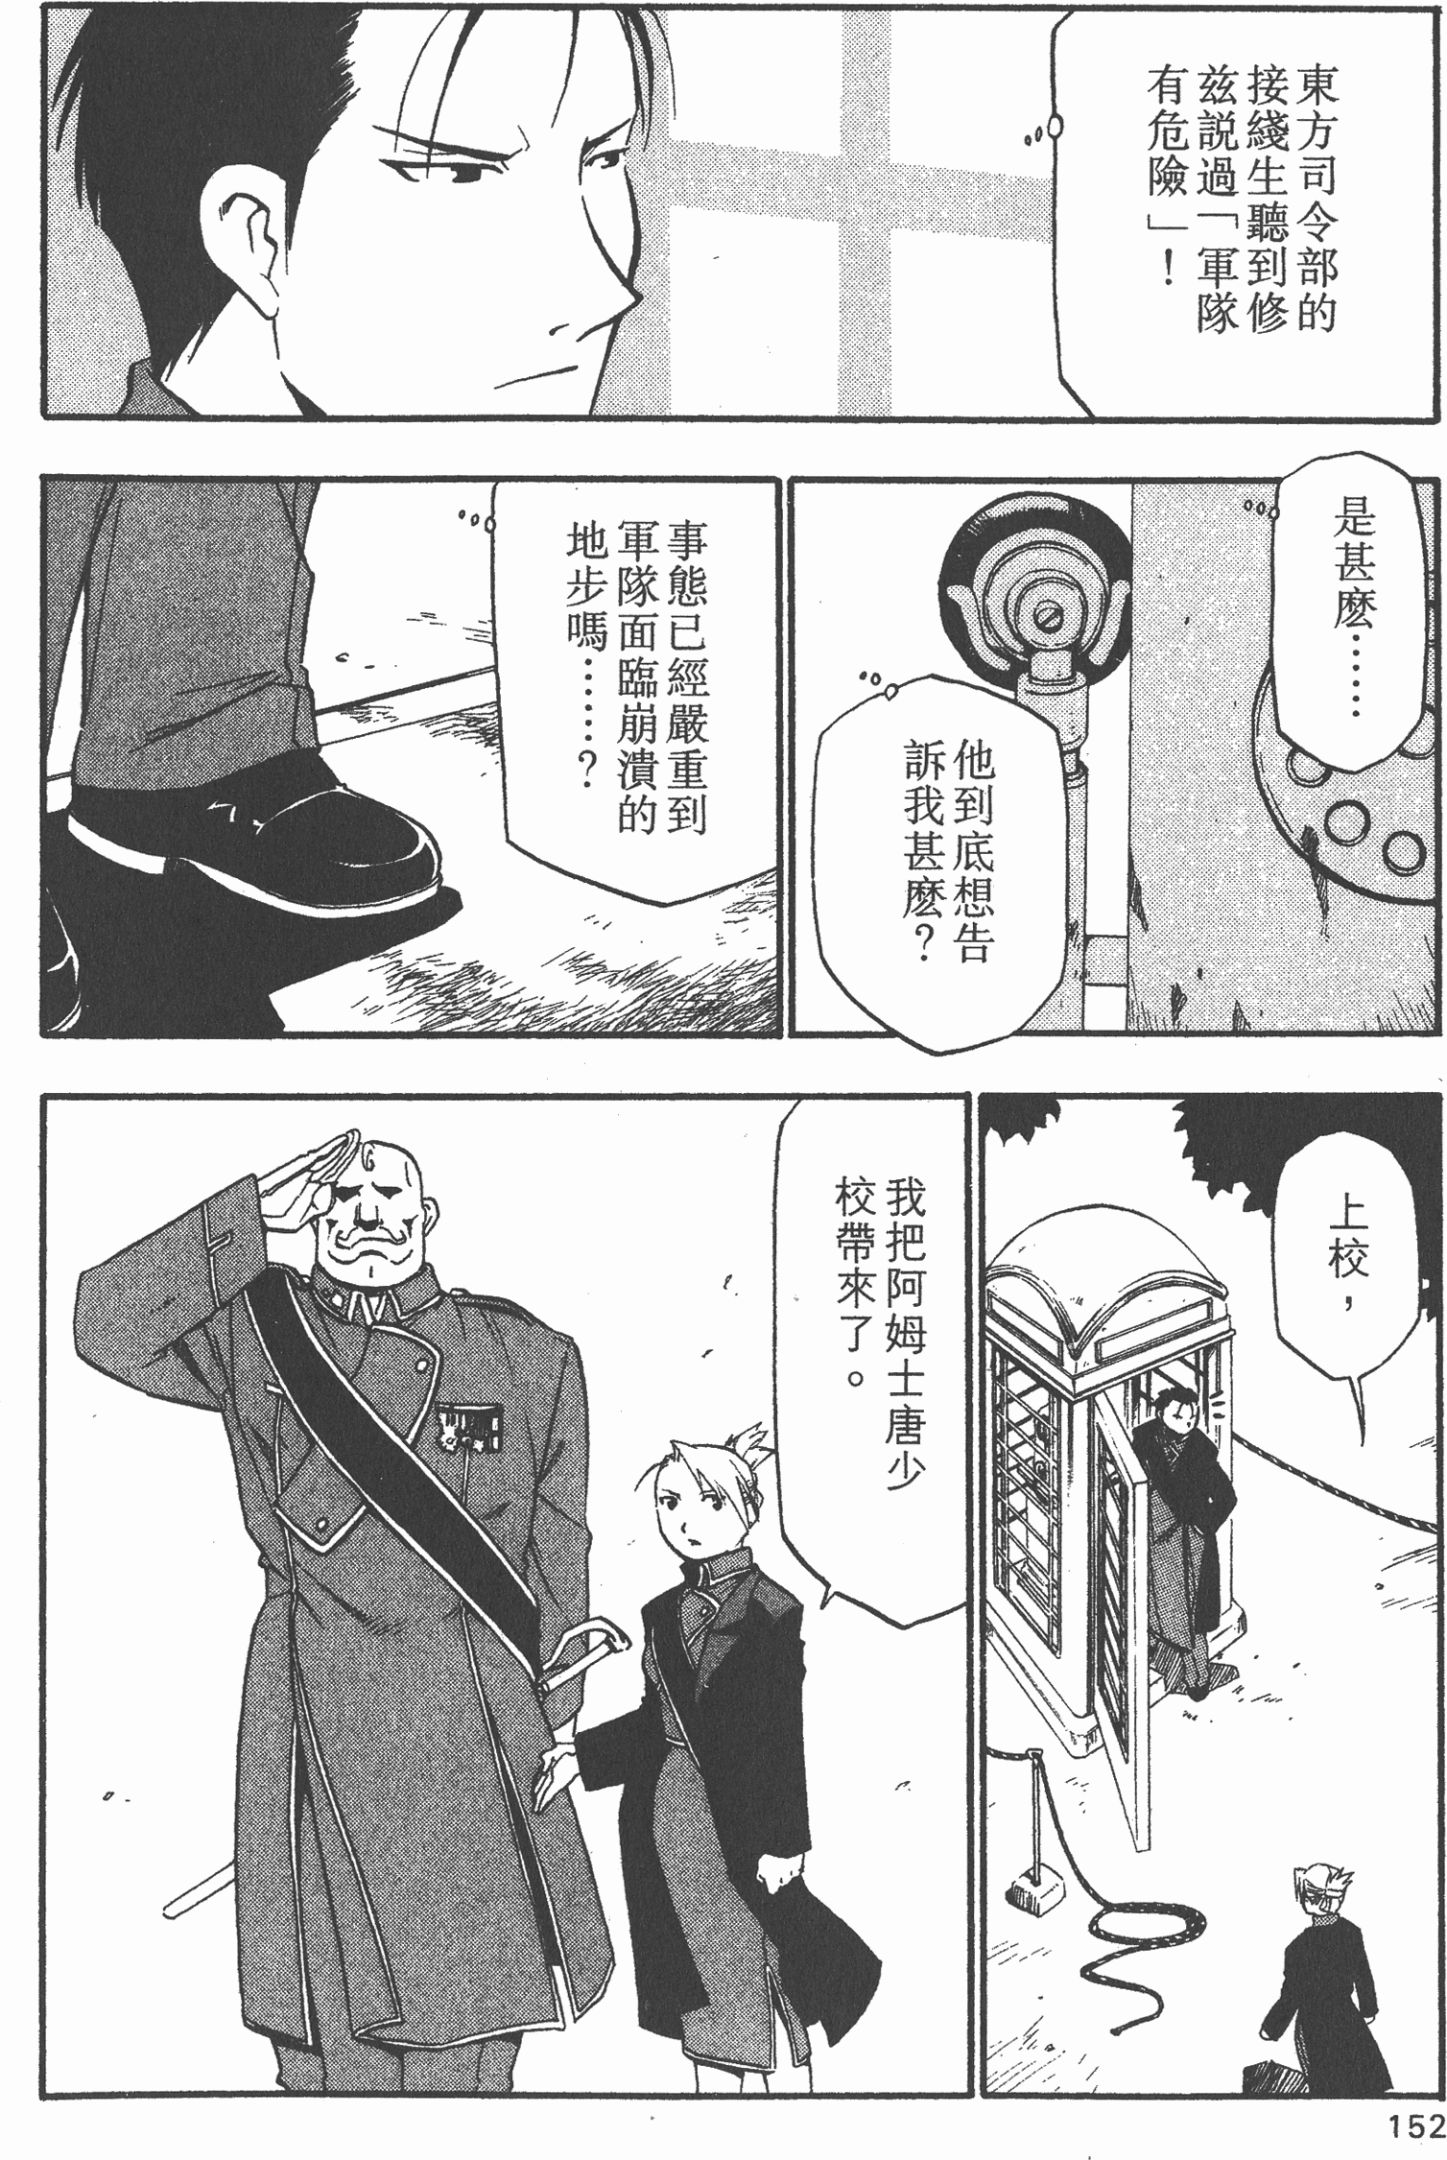 東方司令部的
接綫生聽到修
茲説過「軍隊
有危險」！
是甚麽……
他到底想告
訴我甚麽？
事態已經嚴重到
軍隊面臨崩潰的
地步嗎……？
上校，
我把阿姆士唐少
校帶來了。
152